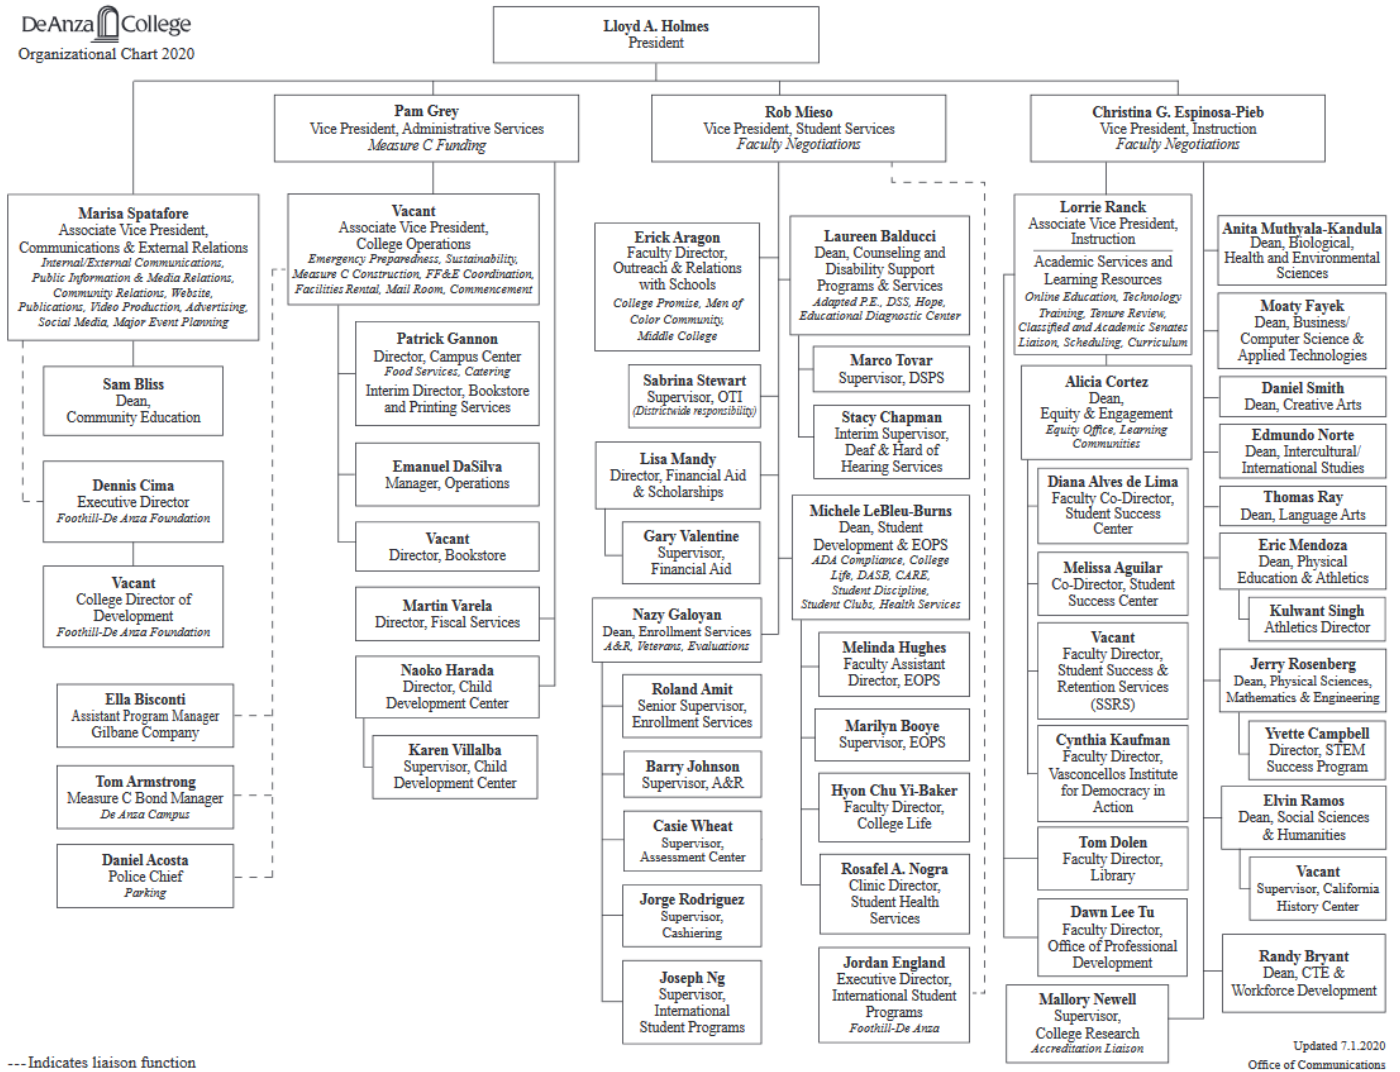 DeAnza College
Organizational Chart 2020
Lloyd A. Holmes
President
Pam Grey
Vice President, Administrative Services
Measure C Funding
Rob Mieso
Vice President, Student Services
Faculty Negotiations
Christina G. Espinosa-Pieb
Vice President, Instruction
Faculty Negotiations
Marisa Spatafore
Associate Vice President,
Communications & External Relations
Internal/External Communications,
Public Information & Media Relations,
Community Relations, Website,
Publications, Video Production, Advertising,
Social Media, Major Event Planning
Sam Bliss
Dean,
Community Education
Dennis Cima
Executive Director
Foothill-De Anza Foundation
Vacant
College Director of
Development
Foothill-De Anza Foundation
Ella Bisconti
Assistant Program Manager
Gilbane Company
Tom Armstrong
Measure C Bond Manager
De Anza Campus
Daniel Acosta
Police Chief
Parking
Vacant
Associate Vice President,
College Operations
Emergency Preparedness, Sustainability,
Measure C Construction, FF&E Coordination,
Facilities Rental, Mail Room, Commencement
Patrick Gannon
Director, Campus Center
Food Services, Catering
Interim Director, Bookstore
and Printing Services
Emanuel DaSilva
Manager, Operations
Vacant
Director, Bookstore
Martin Varela
Director, Fiscal Services
Naoko Harada
Director, Child
Development Center
Karen Villalba
Supervisor, Child
Development Center
Erick Aragon
Faculty Director,
Outreach & Relations
with Schools
College Promise, Men of
Color Community,
Middle College
Sabrina Stewart
Supervisor, OTI
(Districtwide responsibility)
Lisa Mandy
Director, Financial Aid
& Scholarships
Gary Valentine
Supervisor,
Financial Aid
Nazy Galoyan
Dean, Enrollment Services
A&R, Veterans, Evaluations
Roland Amit
Senior Supervisor,
Enrollment Services
Barry Johnson
Supervisor, A&R
Casie Wheat
Supervisor,
Assessment Center
Jorge Rodriguez
Supervisor,
Cashiering
Joseph Ng
Supervisor,
International
Student Programs
Laureen Balducci
Dean, Counseling and
Disability Support
Programs & Services
Adapted P.E., DSS, Hope,
Educational Diagnostic Center
Marco Tovar
Supervisor, DSPS
Stacy Chapman
Interim Supervisor,
Deaf & Hard of
Hearing Services
Michele LeBleu-Burns
Dean, Student
Development & EOPS
ADA Compliance, College
Life, DASB, CARE,
Student Discipline,
Student Clubs, Health Services
Melinda Hughes
Faculty Assistant
Director, EOPS
Marilyn Booye
Supervisor, EOPS
Hyon Chu Yi-Baker
Faculty Director,
College Life
Rosafel A. Nogra
Clinic Director,
Student Health
Services
Jordan England
Executive Director,
International Student
Programs
Foothill-De Anza
Lorrie Ranck
Associate Vice President,
Instruction
Academic Services and
Learning Resources
Online Education, Technology
Training, Tenure Review,
Classified and Academic Senates
Liaison, Scheduling, Curriculum
Alicia Cortez
Dean,
Equity & Engagement
Equity Office, Learning
Communities
Diana Alves de Lima
Faculty Co-Director,
Student Success
Center
Melissa Aguilar
Co-Director, Student
Success Center
Vacant
Faculty Director,
Student Success &
Retention Services
(SSRS)
Cynthia Kaufman
Faculty Director,
Vasconcellos Institute
for Democracy in
Action
Tom Dolen
Faculty Director,
Library
Dawn Lee Tu
Faculty Director,
Office of Professional
Development
Mallory Newell
Supervisor,
College Research
Accreditation Liaison
Anita Muthyala-Kandula
Dean, Biological,
Health and Environmental
Sciences
Moaty Fayek
Dean, Business/
Computer Science &
Applied Technologies
Daniel Smith
Dean, Creative Arts
Edmundo Norte
Dean, Intercultural/
International Studies
Thomas Ray
Dean, Language Arts
Eric Mendoza
Dean, Physical
Education & Athletics
Kulwant Singh
Athletics Director
Jerry Rosenberg
Dean, Physical Sciences,
Mathematics & Engineering
Yvette Campbell
Director, STEM
Success Program
Elvin Ramos
Dean, Social Sciences
& Humanities
Vacant
Supervisor, California
History Center
Randy Bryant
Dean, CTE &
Workforce Development
--- Indicates liaison function
Updated 7.1.2020
Office of Communications